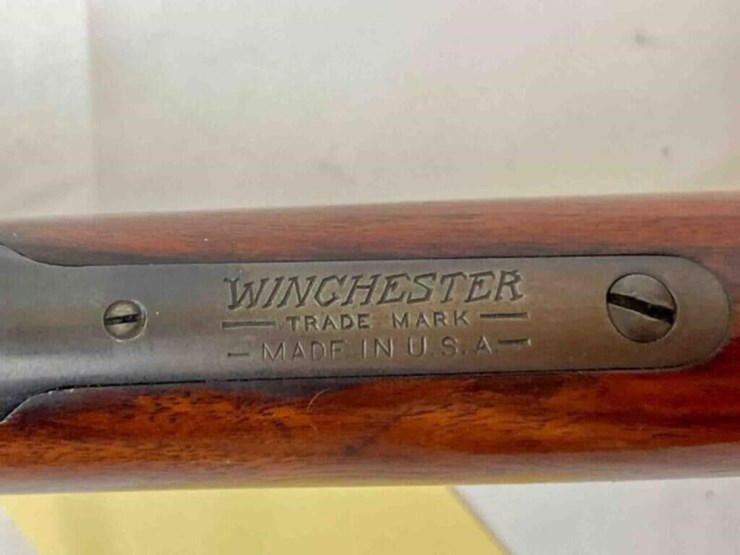 WINCHESTER
— TRADE MARK —
— MADE IN U.S.A —